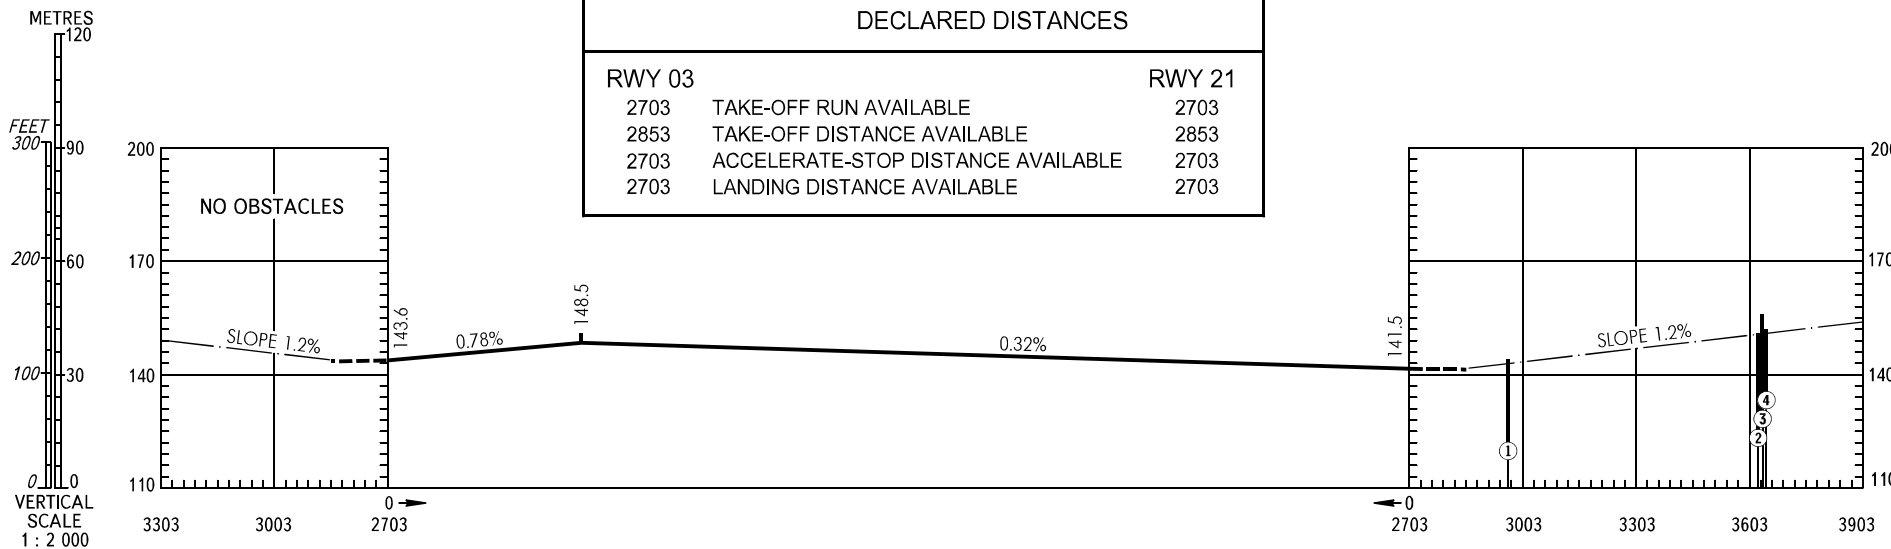 METRES
120
DECLARED DISTANCES
RWY 03 RWY 21
2703 TAKE-OFF RUN AVAILABLE 2703
2853 TAKE-OFF DISTANCE AVAILABLE 2853
2703 ACCELERATE-STOP DISTANCE AVAILABLE 2703
2703 LANDING DISTANCE AVAILABLE 2703
FEET
300 90 200 200
NO OBSTACLES
200 60 170 170
SLOPE 1.2% 143.6 0.78% 148.5 0.32% 141.5 SLOPE 1.2%
100 30 140 140
4
3
2
1
0 0 110 110
VERTICAL
SCALE
1 : 2 000
0 0
3303 3003 2703 2703 3003 3303 3603 3903